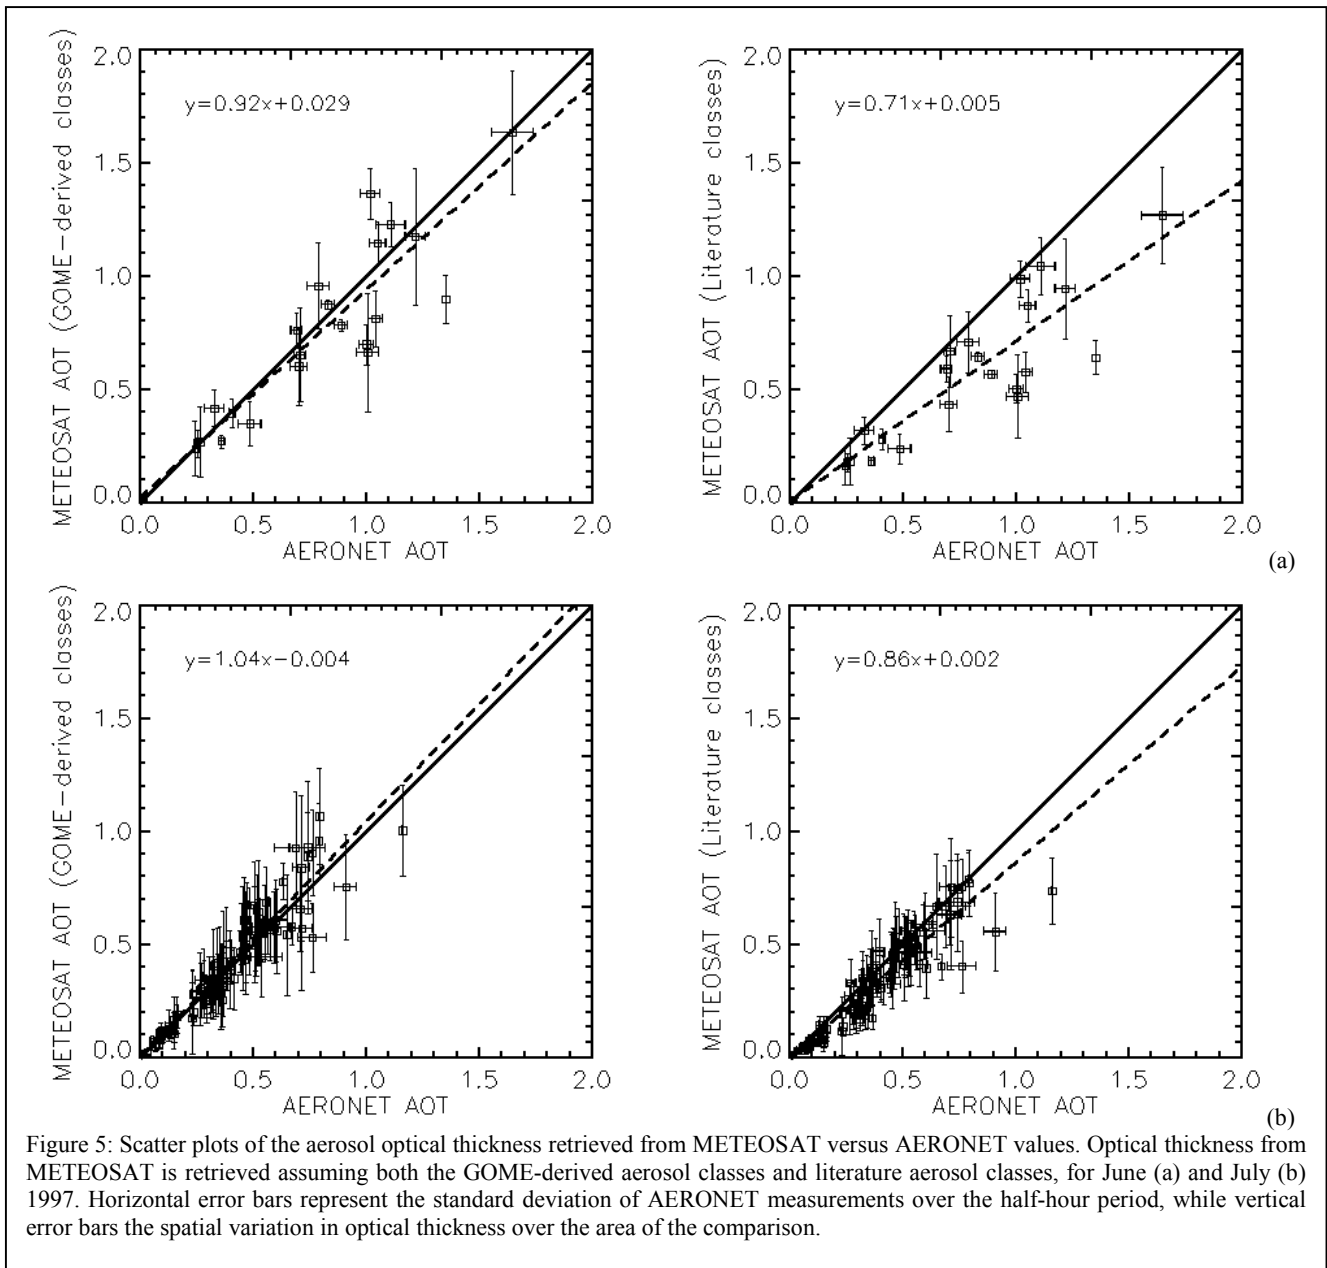 METEOSAT AOT (GOME-derived classes)
2.0
1.5
1.0
0.5
0.0
y=0.92x+0.029
0.0 0.5 1.0 1.5 2.0
AERONET AOT
METEOSAT AOT (Literature classes)
2.0
1.5
1.0
0.5
0.0
y=0.71x+0.005
0.0 0.5 1.0 1.5 2.0
AERONET AOT
(a)
METEOSAT AOT (GOME-derived classes)
2.0
1.5
1.0
0.5
0.0
y=1.04x-0.004
0.0 0.5 1.0 1.5 2.0
AERONET AOT
METEOSAT AOT (Literature classes)
2.0
1.5
1.0
0.5
0.0
y=0.86x+0.002
0.0 0.5 1.0 1.5 2.0
AERONET AOT
(b)
Figure 5: Scatter plots of the aerosol optical thickness retrieved from METEOSAT versus AERONET values. Optical thickness from
METEOSAT is retrieved assuming both the GOME-derived aerosol classes and literature aerosol classes, for June (a) and July (b)
1997. Horizontal error bars represent the standard deviation of AERONET measurements over the half-hour period, while vertical
error bars the spatial variation in optical thickness over the area of the comparison.